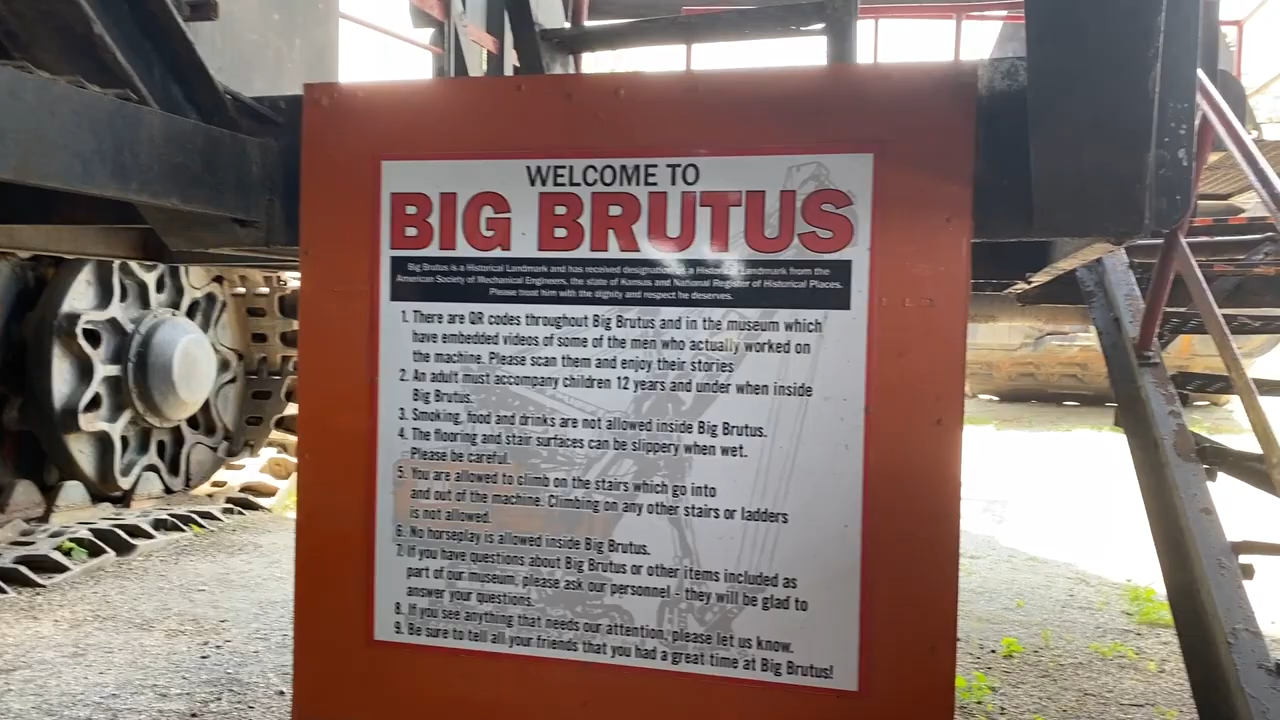 WELCOME TO
BIG BRUTUS
Big Brutus is a Historical Landmark and has received designation as a Historical Landmark from the
American Society of Mechanical Engineers, the state of Kansas and National Register of Historical Places.
Please treat him with the dignity and respect he deserves.
1. There are QR codes throughout Big Brutus and in the museum which
have embedded videos of some of the men who actually worked on
the machine. Please scan them and enjoy their stories
2. An adult must accompany children 12 years and under when inside
Big Brutus.
3. Smoking, food and drinks are not allowed inside Big Brutus.
4. The flooring and stair surfaces can be slippery when wet.
Please be careful.
5. You are allowed to climb on the stairs which go into
and out of the machine. Climbing on any other stairs or ladders
is not allowed.
6. No horseplay is allowed inside Big Brutus.
7. If you have questions about Big Brutus or other items included as
part of our museum, please ask our personnel - they will be glad to
answer your questions.
8. If you see anything that needs our attention, please let us know.
9. Be sure to tell all your friends that you had a great time at Big Brutus!